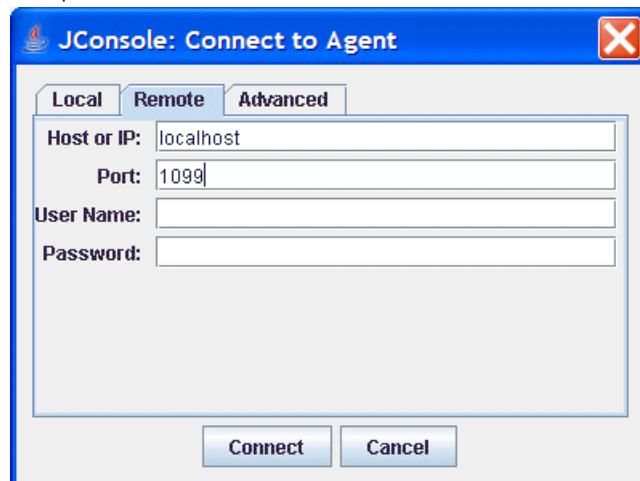 JConsole: Connect to Agent
Local Remote Advanced
Host or IP: localhost
Port: 1099
User Name:
Password:
Connect Cancel